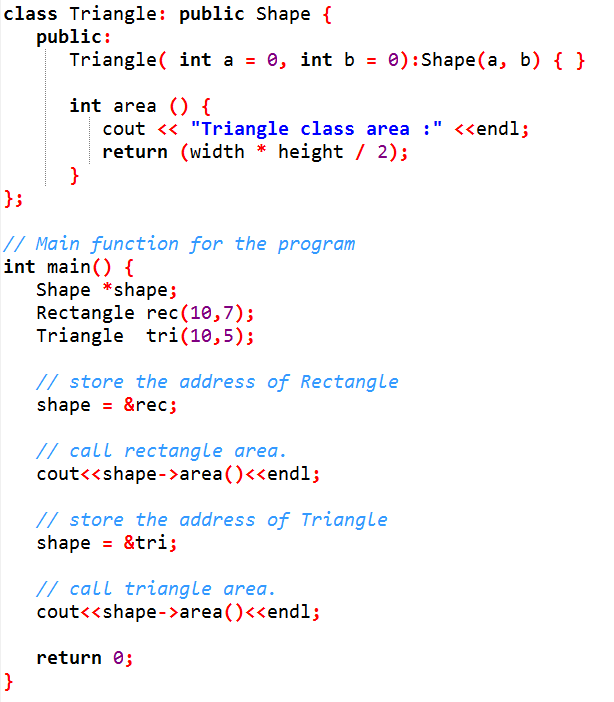 class Triangle: public Shape {
   public:
      Triangle( int a = 0, int b = 0):Shape(a, b) { }

      int area () {
         cout << "Triangle class area :" <<endl;
         return (width * height / 2);
      }
};

// Main function for the program
int main() {
   Shape *shape;
   Rectangle rec(10,7);
   Triangle  tri(10,5);

   // store the address of Rectangle
   shape = &rec;

   // call rectangle area.
   cout<<shape->area()<<endl;

   // store the address of Triangle
   shape = &tri;

   // call triangle area.
   cout<<shape->area()<<endl;

   return 0;
}